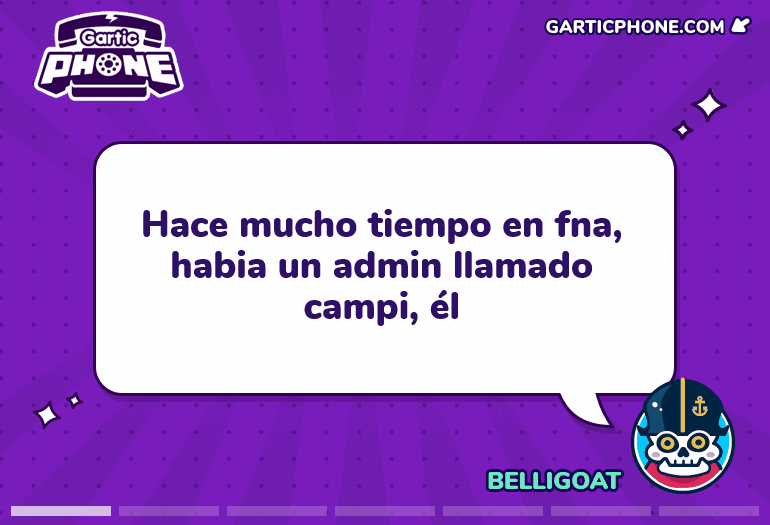 Gartic
PHONE
GARTICPHONE.COM
Hace mucho tiempo en fna,
habia un admin llamado
campi, él
BELLIGOAT